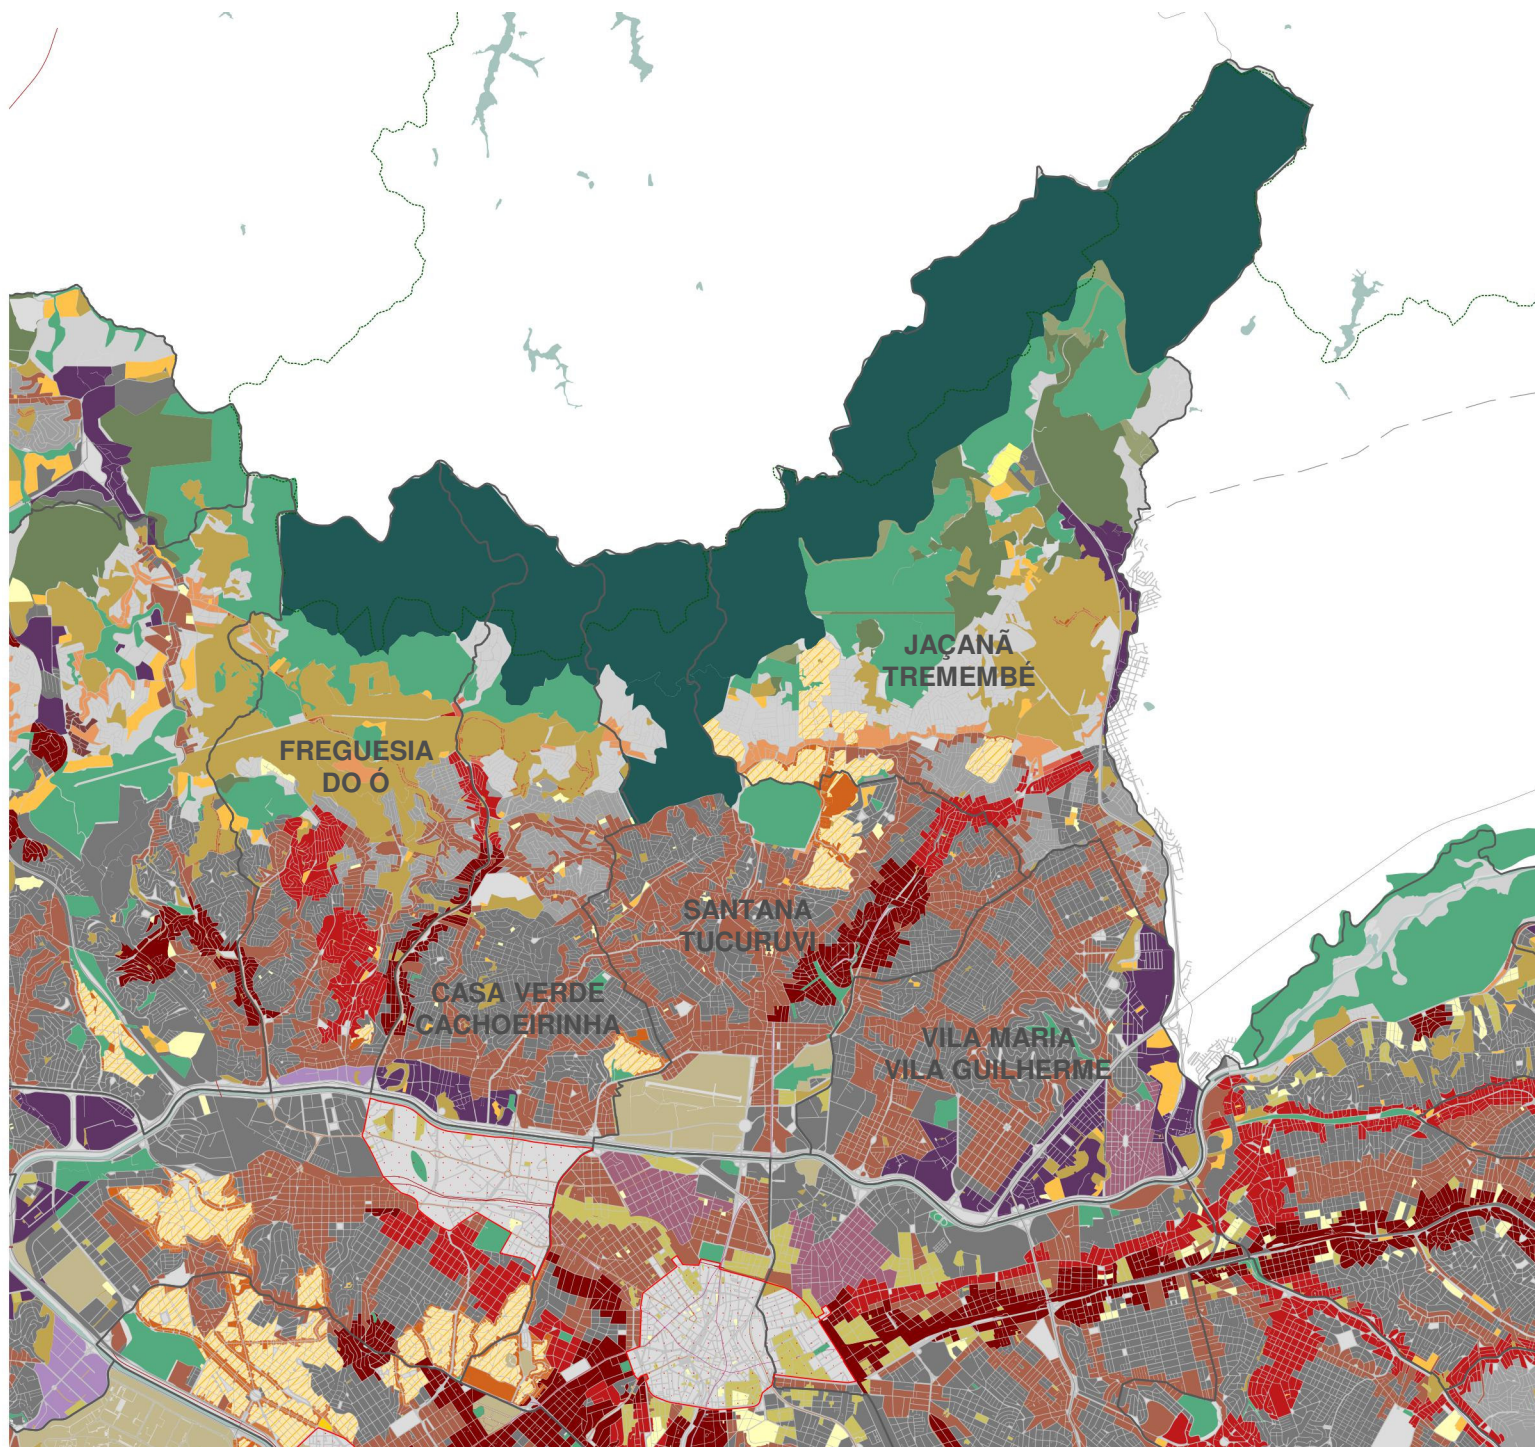 JAÇANÃ
TREMEMBÉ
FREGUESIA
DO Ó
SANTANA
TUCURUVI
CASA VERDE
CACHOEIRINHA
VILA MARIA
VILA GUILHERME